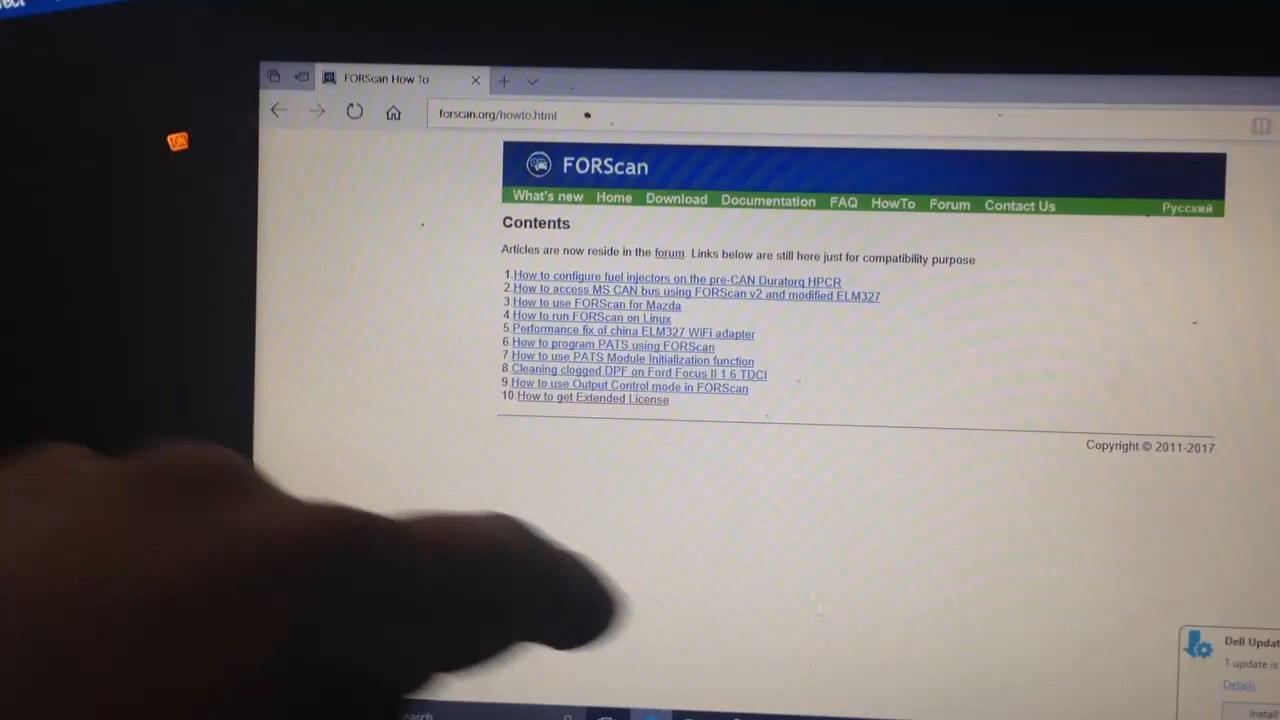 FORScan How To
forscan.org/howto.html
FORScan
What's new Home Download Documentation FAQ HowTo Forum Contact Us Русский
Contents
Articles are now reside in the forum. Links below are still here just for compatibility purpose
1.How to configure fuel injectors on the pre-CAN Duratorq HPCR
2.How to access MS CAN bus using FORScan v2 and modified ELM327
3.How to use FORScan for Mazda
4.How to run FORScan on Linux
5.Performance fix of china ELM327 WiFi adapter
6.How to program PATS using FORScan
7.How to use PATS Module Initialization function
8.Cleaning clogged DPF on Ford Focus II 1.6 TDCI
9.How to use Output Control mode in FORScan
10.How to get Extended License
Copyright © 2011-2017
Dell Updat
1 update is
Details
Install